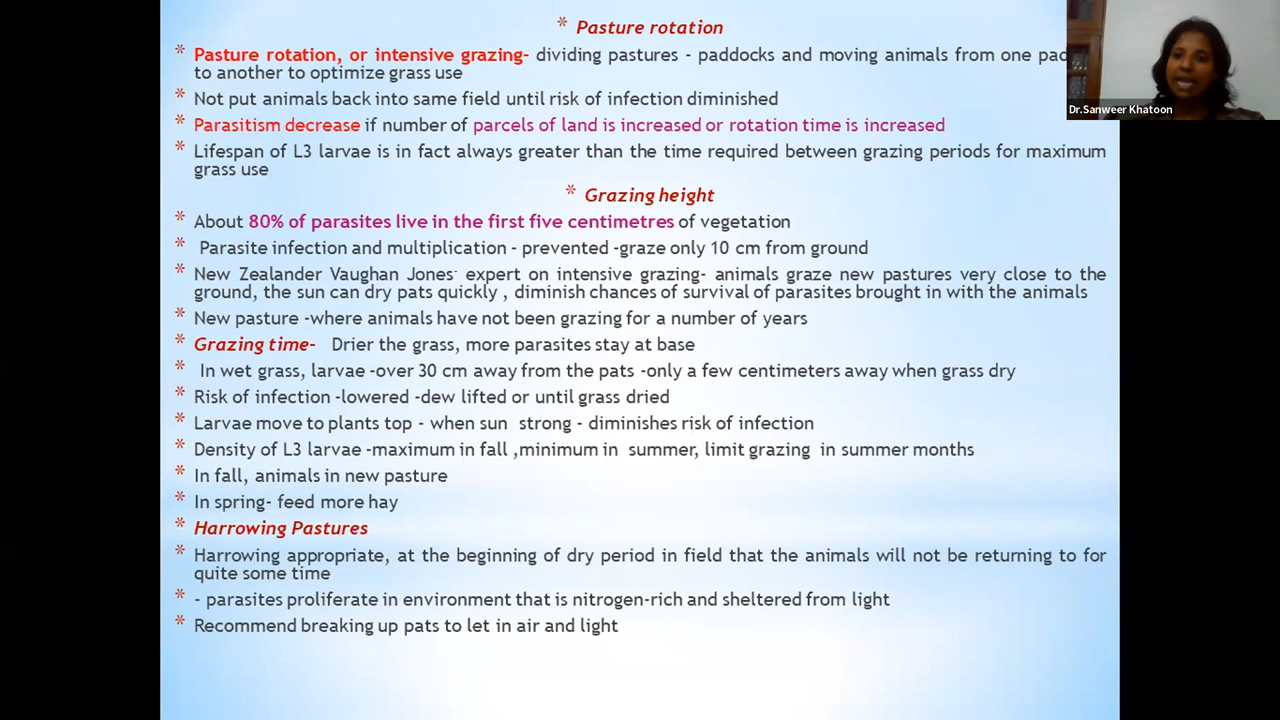 * Pasture rotation
* Pasture rotation, or intensive grazing- dividing pastures - paddocks and moving animals from one
to another to optimize grass use
* Not put animals back into same field until risk of infection diminished
* Parasitism decrease if number of parcels of land is increased or rotation time is increased
* Lifespan of L3 larvae is in fact always greater than the time required between grazing periods for maximum
grass use
* Grazing height
* About 80% of parasites live in the first five centimetres of vegetation
* Parasite infection and multiplication - prevented -graze only 10 cm from ground
* New Zealander Vaughan Jones- expert on intensive grazing- animals graze new pastures very close to the
ground, the sun can dry pats quickly , diminish chances of survival of parasites brought in with the animals
* New pasture -where animals have not been grazing for a number of years
* Grazing time- Drier the grass, more parasites stay at base
* In wet grass, larvae -over 30 cm away from the pats -only a few centimeters away when grass dry
* Risk of infection -lowered -dew lifted or until grass dried
* Larvae move to plants top - when sun strong - diminishes risk of infection
* Density of L3 larvae -maximum in fall ,minimum in summer, limit grazing in summer months
* In fall, animals in new pasture
* In spring- feed more hay
* Harrowing Pastures
* Harrowing appropriate, at the beginning of dry period in field that the animals will not be returning to for
quite some time
* - parasites proliferate in environment that is nitrogen-rich and sheltered from light
* Recommend breaking up pats to let in air and light
Dr.Sanweer Khatoon